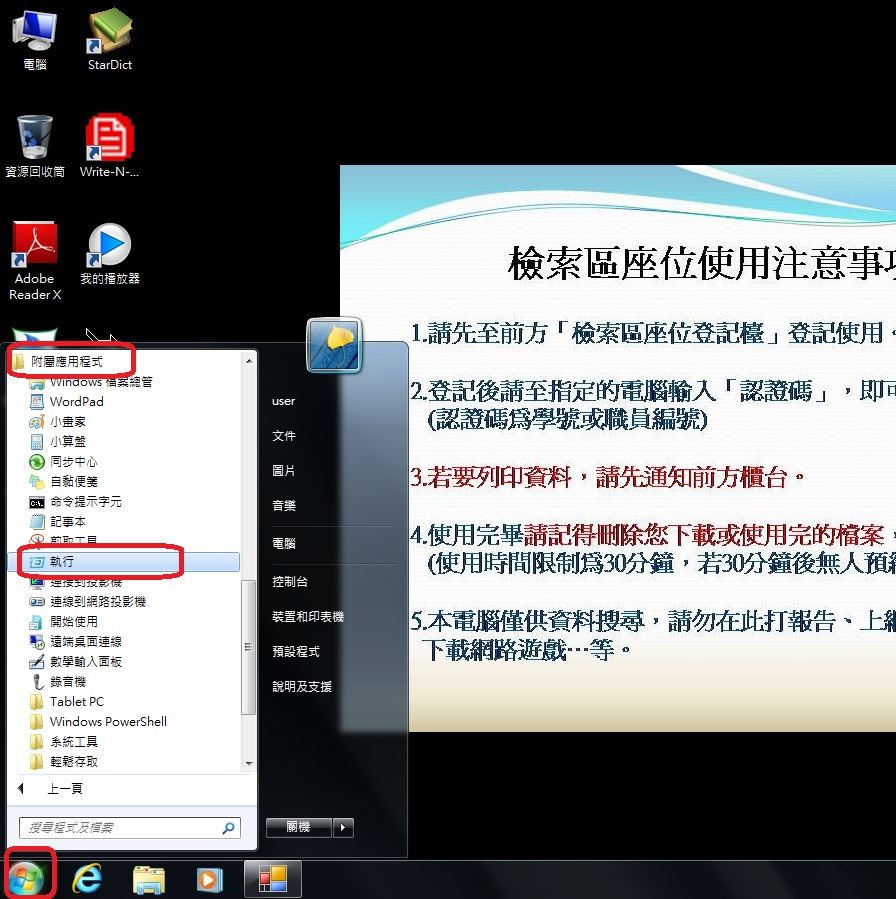 電腦
StarDict
資源回收筒
Write-N-...
Adobe
Reader X
我的播放器
附屬應用程式
Windows 檔案總管
WordPad
小畫家
小算盤
同步中心
自黏便箋
命令提示字元
記事本
剪取工具
執行
連接到投影機
連線到網路投影機
開始使用
遠端桌面連線
數學輸入面板
錄音機
Tablet PC
Windows PowerShell
系統工具
輕鬆存取
上一頁
搜尋程式及檔案
user
文件
圖片
音樂
電腦
控制台
裝置和印表機
預設程式
說明及支援
關機
檢索區座位使用注意事項
1.請先至前方「檢索區座位登記檯」登記使用。
2.登記後請至指定的電腦輸入「認證碼」，即可
(認證碼為學號或職員編號)
3.若要列印資料，請先通知前方櫃台。
4.使用完畢請記得刪除您下載或使用完的檔案，
(使用時間限制為30分鐘，若30分鐘後無人預約
5.本電腦僅供資料搜尋，請勿在此打報告、上網
下載網路遊戲…等。